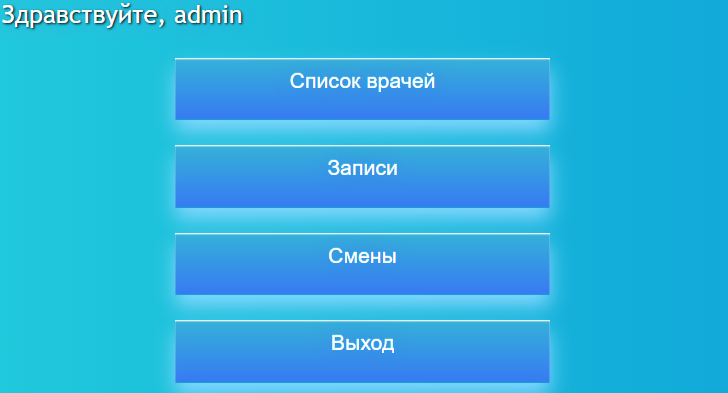 Здравствуйте, admin
Список врачей
Записи
Смены
Выход